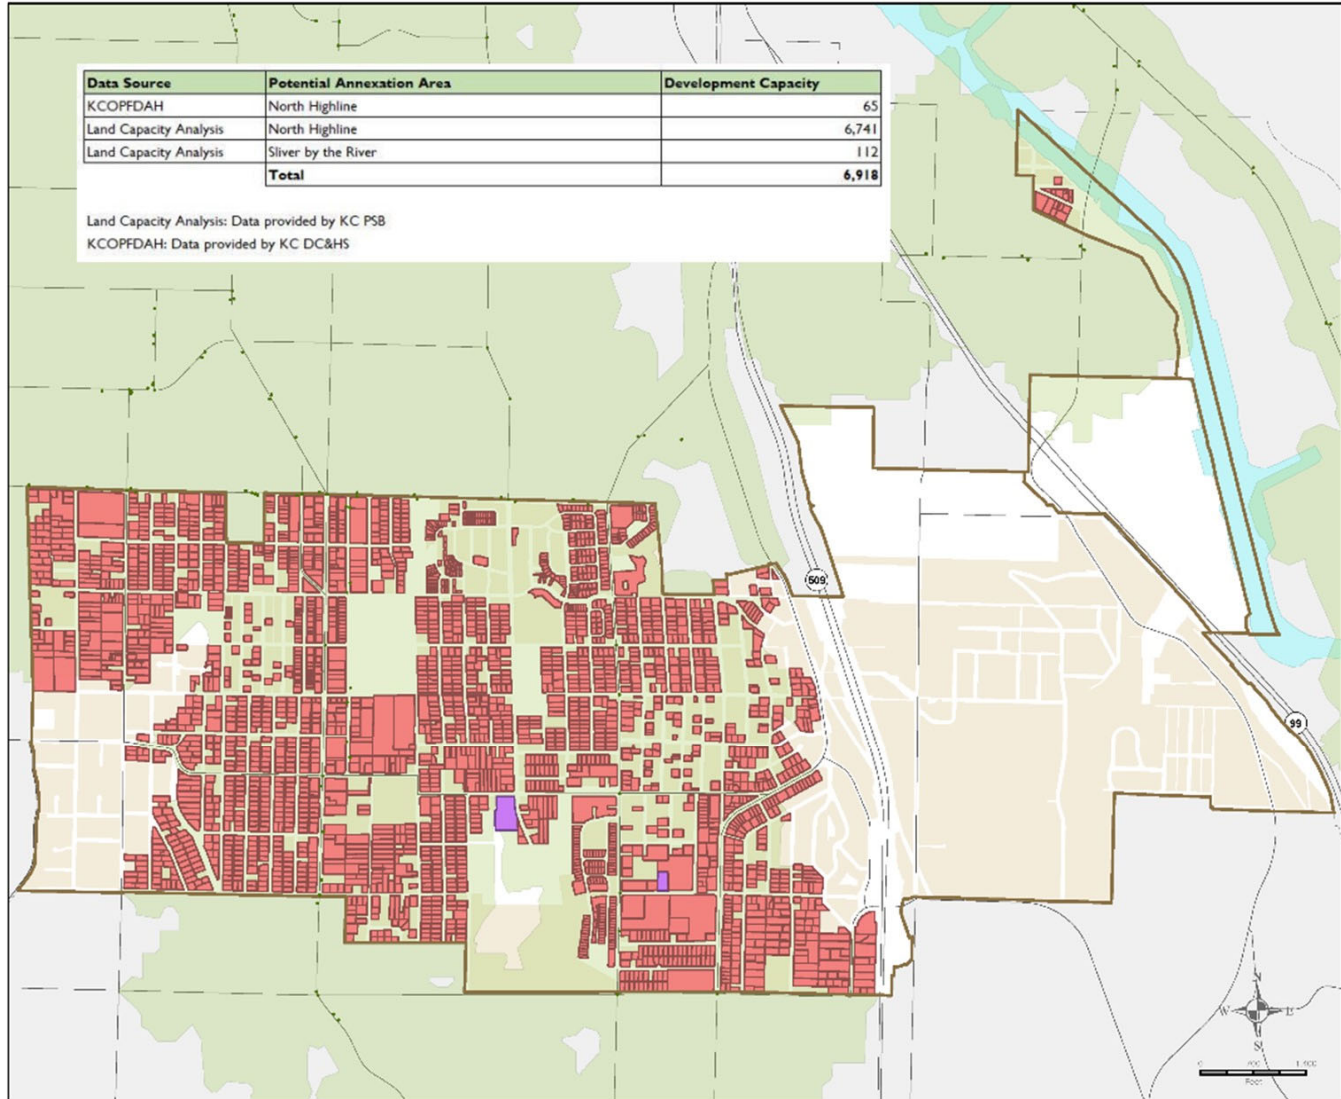 Data Source Potential Annexation Area Development Capacity
KCOPFDAH North Highline 65
Land Capacity Analysis North Highline 6,741
Land Capacity Analysis Sliver by the River 112
Total 6,918
Land Capacity Analysis: Data provided by KC PSB
KCOPFDAH: Data provided by KC DC&HS
509
99
N
W E
S
0
Feet